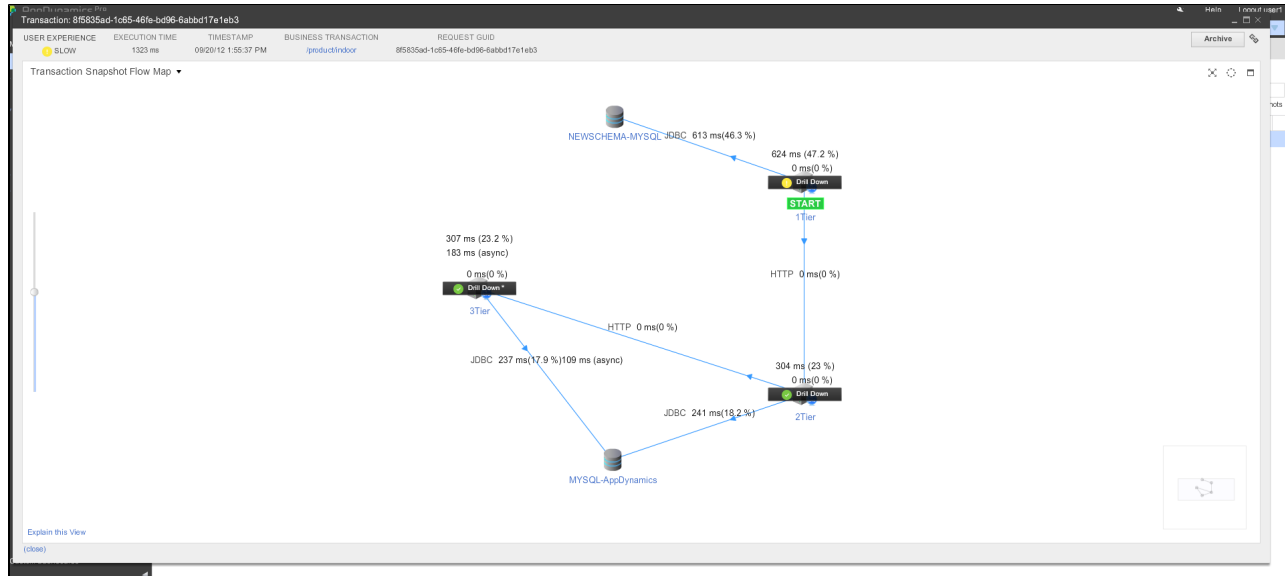 AppDynamics Pro
Help Logout user1
Transaction: 8f5835ad-1c65-46fe-bd96-6abbd17e1eb3
USER EXPERIENCE EXECUTION TIME TIMESTAMP BUSINESS TRANSACTION REQUEST GUID
SLOW 1323 ms 09/20/12 1:55:37 PM /product/indoor 8f5835ad-1c65-46fe-bd96-6abbd17e1eb3
Archive
Transaction Snapshot Flow Map
NEWSCHEMA-MYSQL JDBC 613 ms(46.3 %)
624 ms (47.2 %)
0 ms(0 %)
Drill Down
START
1Tier
307 ms (23.2 %)
183 ms (async)
0 ms(0 %)
Drill Down *
3Tier
HTTP 0 ms(0 %)
HTTP 0 ms(0 %)
JDBC 237 ms(17.9 %)109 ms (async)
304 ms (23 %)
0 ms(0 %)
Drill Down
2Tier
JDBC 241 ms(18.2 %)
MYSQL-AppDynamics
Explain this View
(close)